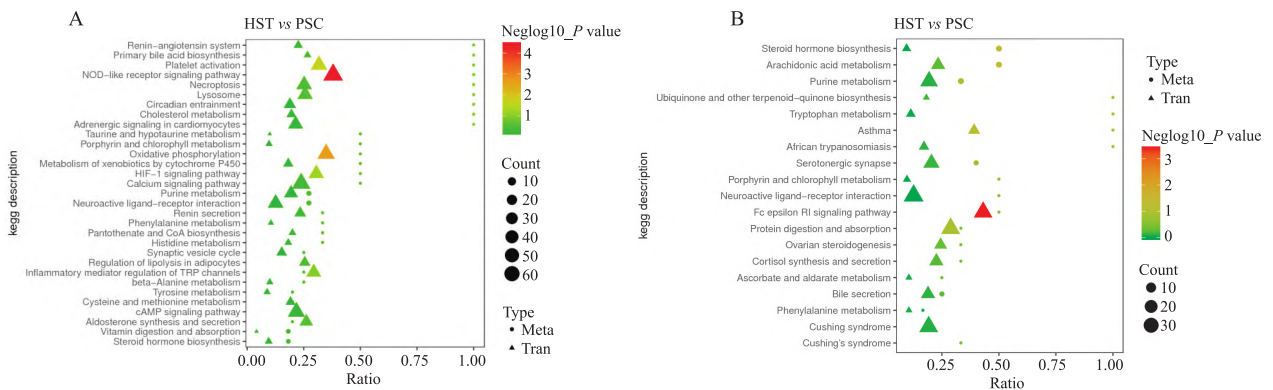 A
HST vs PSC
Renin-angiotensin system
Primary bile acid biosynthesis
Platelet activation
NOD-like receptor signaling pathway
Necroptosis
Lysosome
Circadian entrainment
Cholesterol metabolism
Adrenergic signaling in cardiomyocytes
Taurine and hypotaurine metabolism
Porphyrin and chlorophyll metabolism
Oxidative phosphorylation
Metabolism of xenobiotics by cytochrome P450
HIF-1 signaling pathway
Calcium signaling pathway
Purine metabolism
Neuroactive ligand-receptor interaction
Renin secretion
Phenylalanine metabolism
Pantothenate and CoA biosynthesis
Histidine metabolism
Synaptic vesicle cycle
Regulation of lipolysis in adipocytes
Inflammatory mediator regulation of TRP channels
beta-Alanine metabolism
Tyrosine metabolism
Cysteine and methionine metabolism
cAMP signaling pathway
Aldosterone synthesis and secretion
Vitamin digestion and absorption
Steroid hormone biosynthesis
kegg description
0.00 0.25 0.50 0.75 1.00
Ratio
Neglog10_P value
4
3
2
1
Count
10
20
30
40
50
60
Type
Meta
Tran
B
HST vs PSC
Steroid hormone biosynthesis
Arachidonic acid metabolism
Purine metabolism
Ubiquinone and other terpenoid-quinone biosynthesis
Tryptophan metabolism
Asthma
African trypanosomiasis
Serotonergic synapse
Porphyrin and chlorophyll metabolism
Neuroactive ligand-receptor interaction
Fc epsilon RI signaling pathway
Protein digestion and absorption
Ovarian steroidogenesis
Cortisol synthesis and secretion
Ascorbate and aldarate metabolism
Bile secretion
Phenylalanine metabolism
Cushing syndrome
Cushing's syndrome
kegg description
0.25 0.50 0.75 1.00
Ratio
Type
Meta
Tran
Neglog10_P value
3
2
1
0
Count
10
20
30